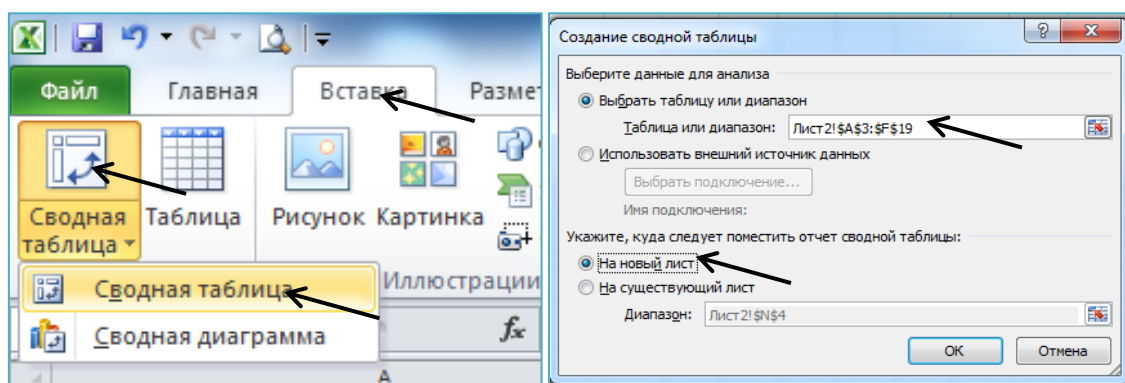 Файл Главная Вставка Размет
Сводная таблица Таблица Рисунок Картинка
Иллюстрации
Сводная таблица
Сводная диаграмма
fx
A
Создание сводной таблицы
Выберите данные для анализа
Выбрать таблицу или диапазон
Таблица или диапазон: Лист2!$A$3:$F$19
Использовать внешний источник данных
Выбрать подключение...
Имя подключения:
Укажите, куда следует поместить отчет сводной таблицы:
На новый лист
На существующий лист
Диапазон: Лист2!$N$4
ОК Отмена